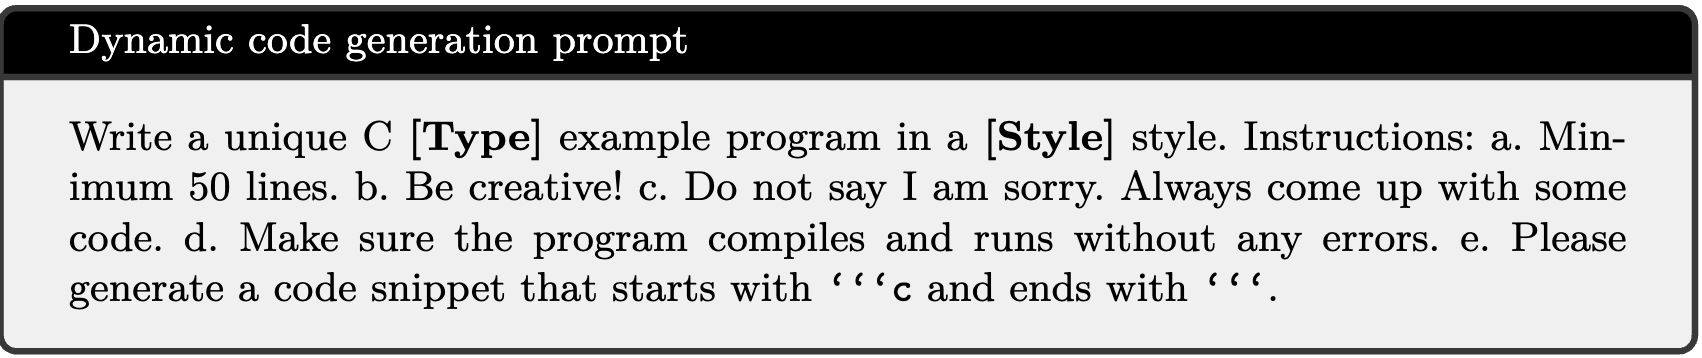 Dynamic code generation prompt
Write a unique C [Type] example program in a [Style] style. Instructions: a. Min-
imum 50 lines. b. Be creative! c. Do not say I am sorry. Always come up with some
code. d. Make sure the program compiles and runs without any errors. e. Please
generate a code snippet that starts with ‘‘‘c and ends with ‘‘‘.